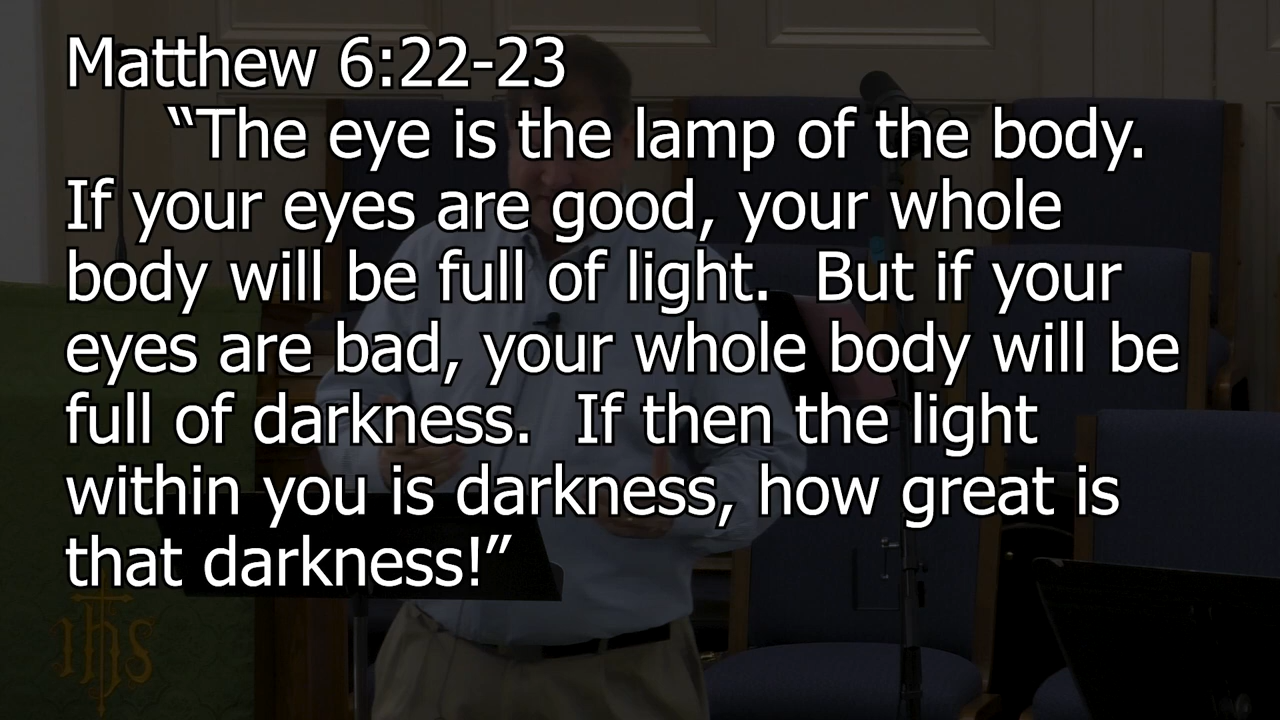 Matthew 6:22-23
“The eye is the lamp of the body.
If your eyes are good, your whole
body will be full of light.  But if your
eyes are bad, your whole body will be
full of darkness.  If then the light
within you is darkness, how great is
that darkness!”
IHS